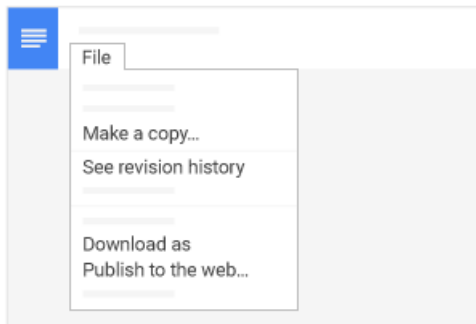 File
Make a copy...
See revision history
Download as
Publish to the web...